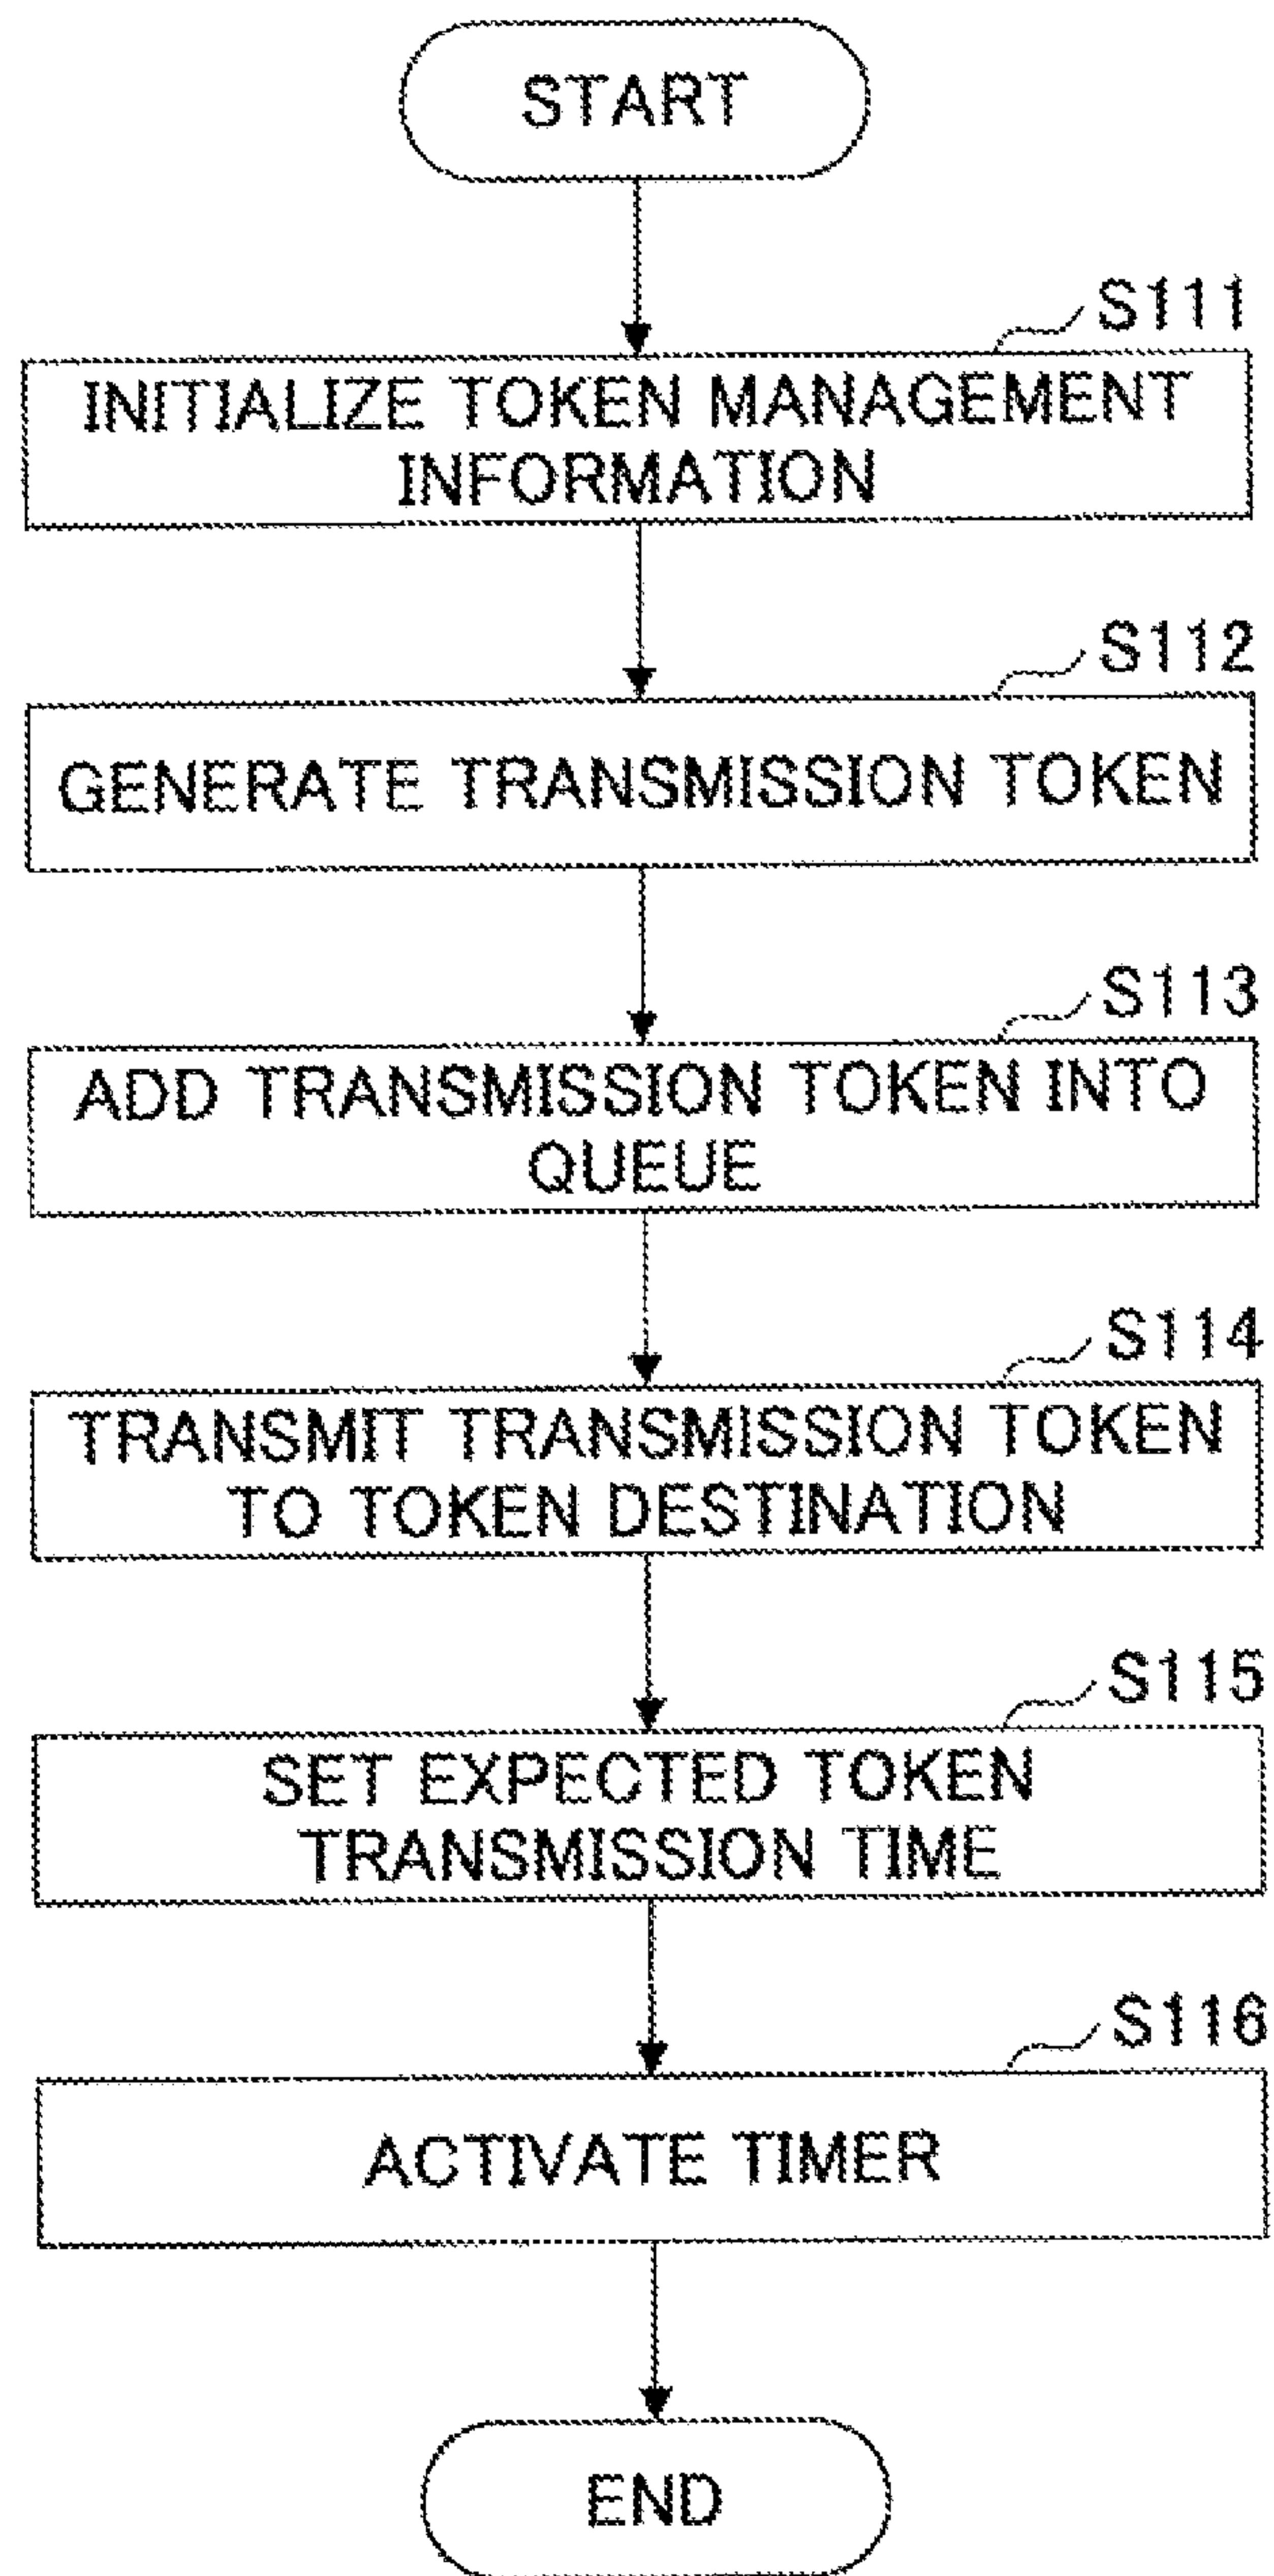 START
S111
INITIALIZE TOKEN MANAGEMENT
INFORMATION
S112
GENERATE TRANSMISSION TOKEN
S113
ADD TRANSMISSION TOKEN INTO
QUEUE
S114
TRANSMIT TRANSMISSION TOKEN
TO TOKEN DESTINATION
S115
SET EXPECTED TOKEN
TRANSMISSION TIME
S116
ACTIVATE TIMER
END